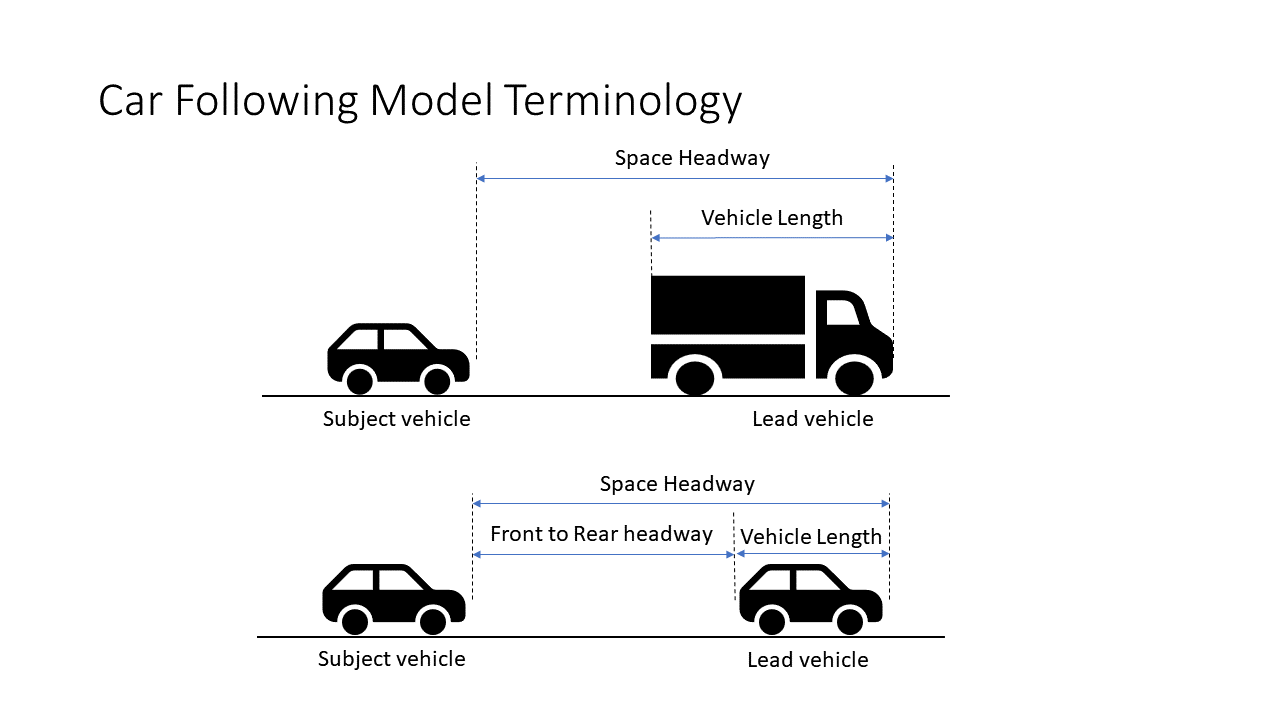 Car Following Model Terminology
Space Headway
Vehicle Length
Subject vehicle
Lead vehicle
Space Headway
Front to Rear headway
Vehicle Length
Subject vehicle
Lead vehicle